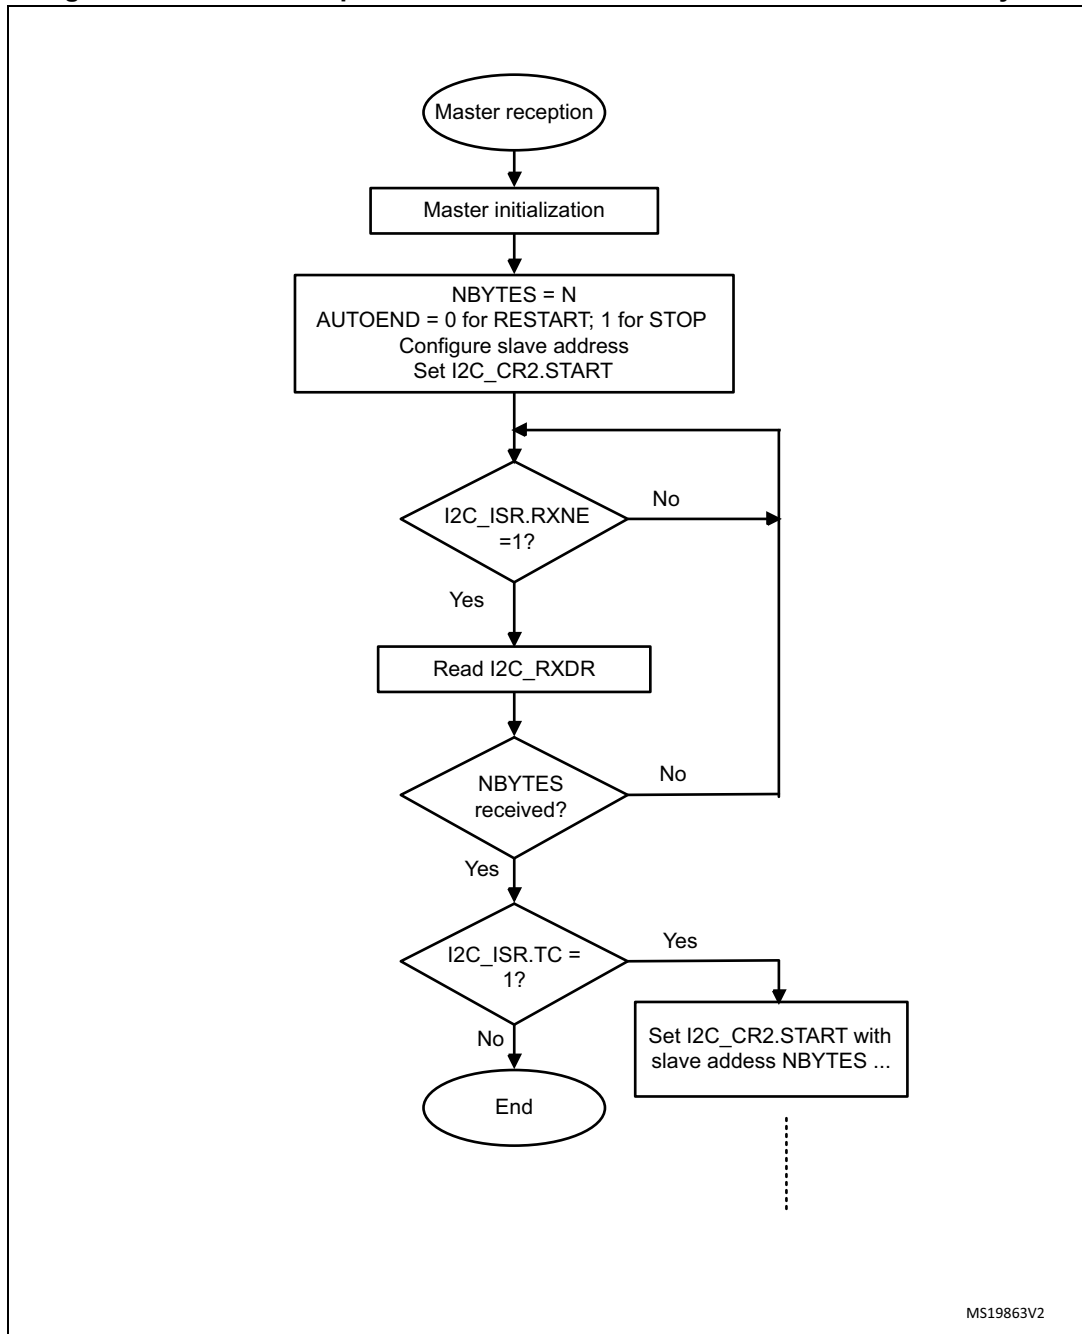 Master reception
Master initialization
NBYTES = N
AUTOEND = 0 for RESTART; 1 for STOP
Configure slave address
Set I2C_CR2.START
I2C_ISR.RXNE
=1?
No
Yes
Read I2C_RXDR
NBYTES
received?
No
Yes
I2C_ISR.TC =
1?
Yes
No
Set I2C_CR2.START with
slave addess NBYTES ...
End
MS19863V2